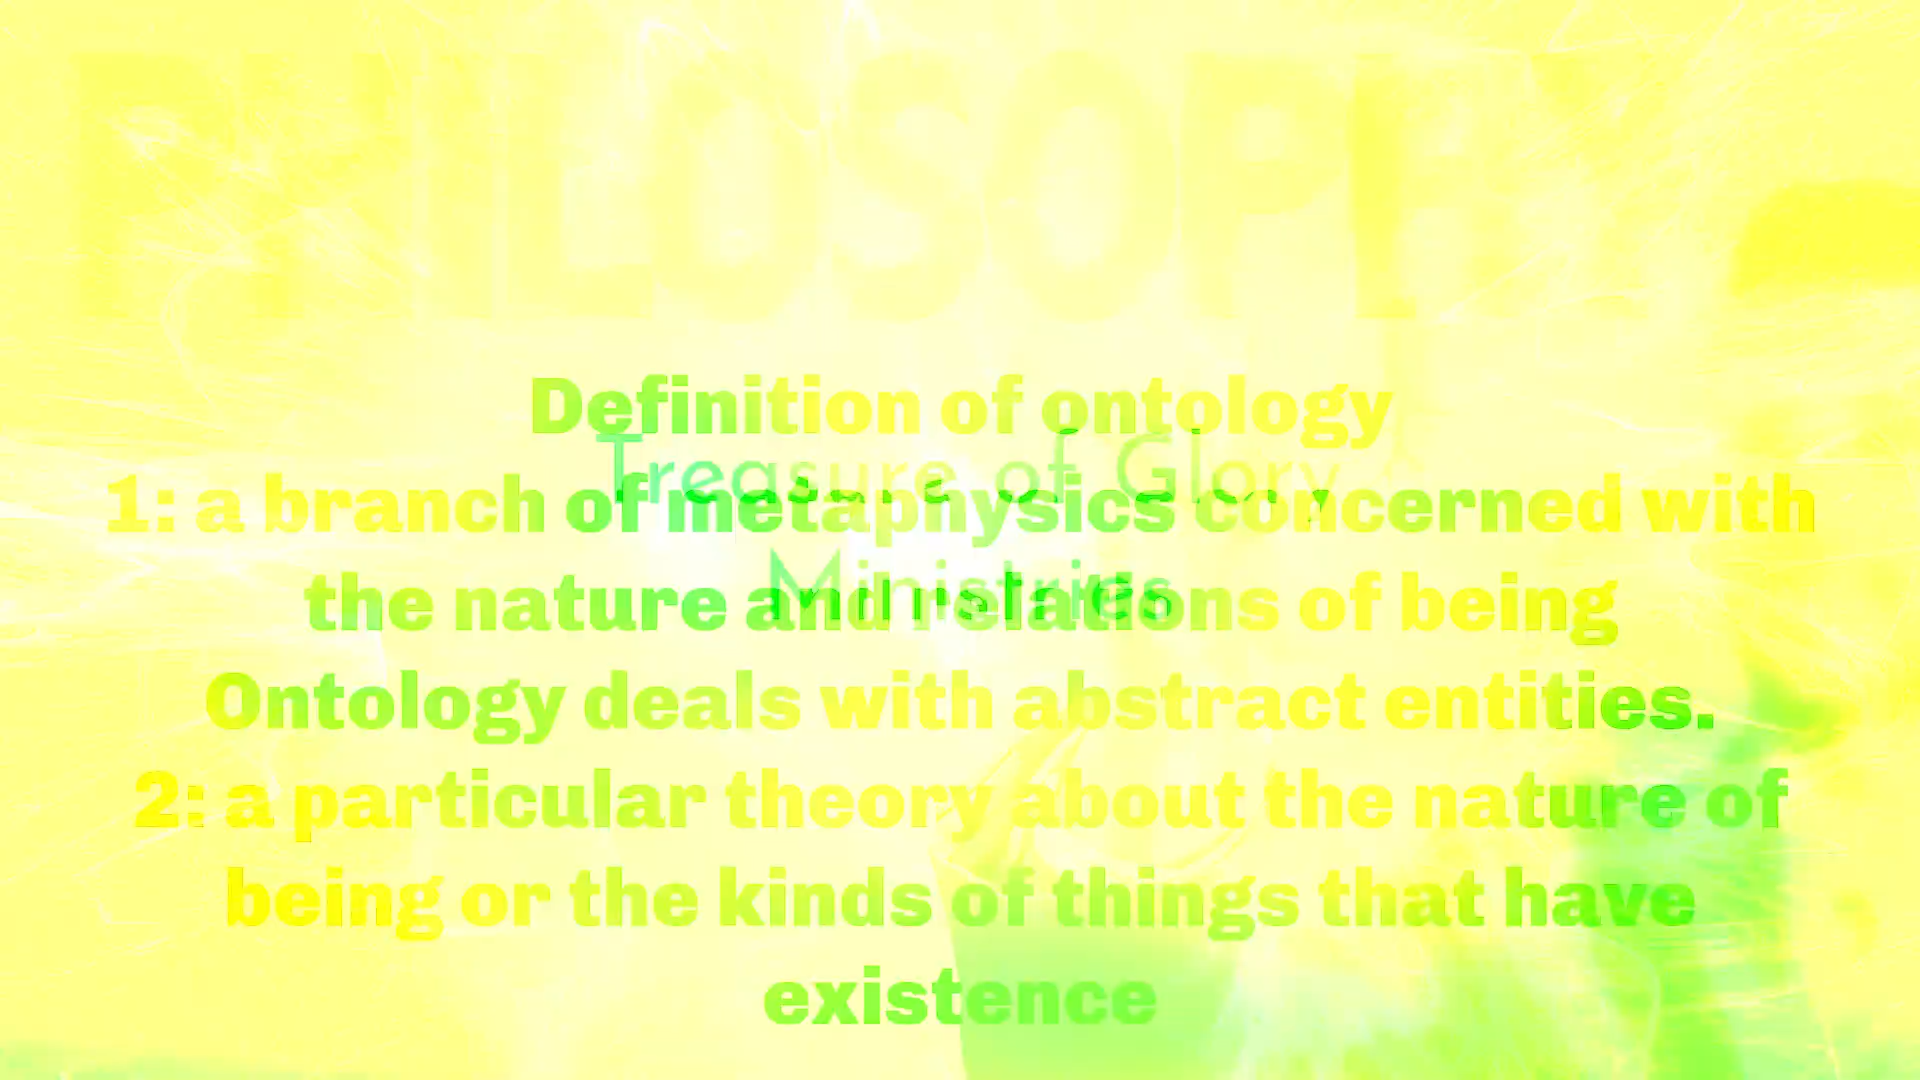 PHILOSOPHY
Definition of ontology
Treasure of Glory
1: a branch of metaphysics concerned with
Ministries
the nature and relations of being
Ontology deals with abstract entities.
2: a particular theory about the nature of
being or the kinds of things that have
existence